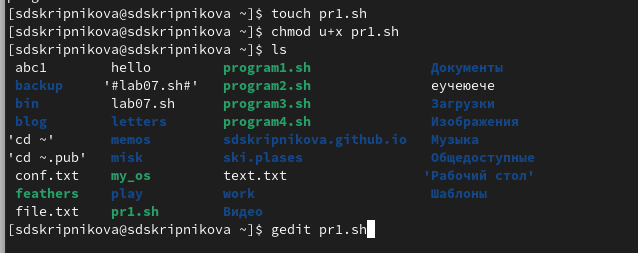 [sdskripnikova@sdskripnikova ~]$ touch pr1.sh
[sdskripnikova@sdskripnikova ~]$ chmod u+x pr1.sh
[sdskripnikova@sdskripnikova ~]$ ls
abc1 hello program1.sh Документы
backup '#lab07.sh#' program2.sh еучеюече
bin lab07.sh program3.sh Загрузки
blog letters program4.sh Изображения
'cd ~' memos sdskripnikova.github.io Музыка
'cd ~.pub' misk ski.plases Общедоступные
conf.txt my_os text.txt 'Рабочий стол'
feathers play work Шаблоны
file.txt pr1.sh Видео
[sdskripnikova@sdskripnikova ~]$ gedit pr1.sh